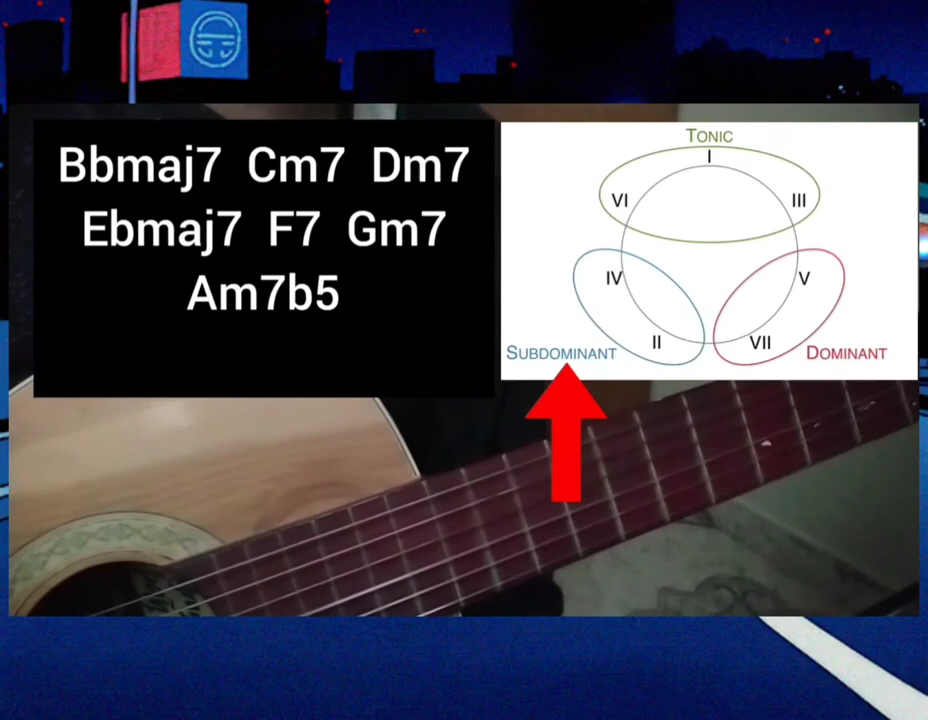 Bbmaj7 Cm7 Dm7
Ebmaj7 F7 Gm7
Am7b5
TONIC
I
VI
III
IV
V
II
VII
SUBDOMINANT
DOMINANT